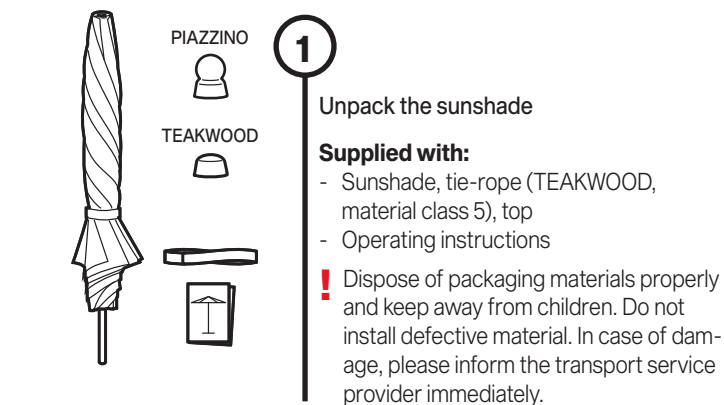 PIAZZINO
TEAKWOOD
1
Unpack the sunshade
Supplied with:
- Sunshade, tie-rope (TEAKWOOD,
material class 5), top
- Operating instructions
! Dispose of packaging materials properly
and keep away from children. Do not
install defective material. In case of dam-
age, please inform the transport service
provider immediately.